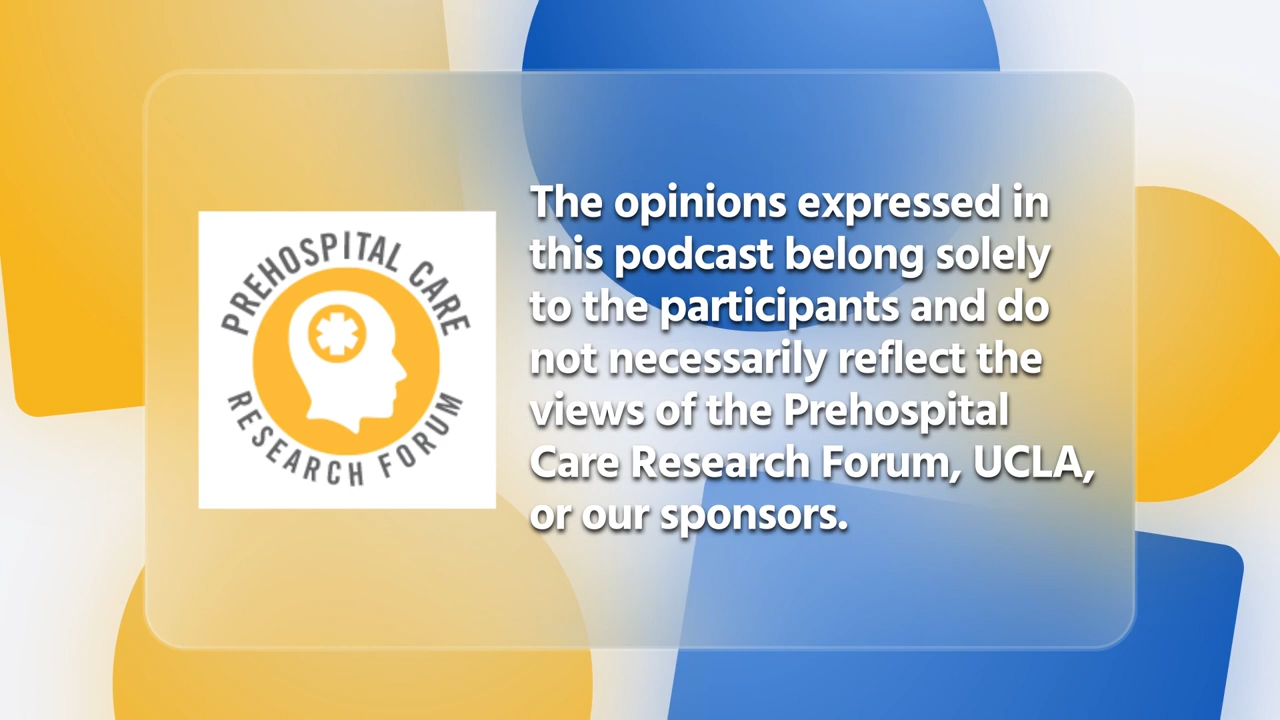 PREHOSPITAL CARE
RESEARCH FORUM
The opinions expressed in
this podcast belong solely
to the participants and do
not necessarily reflect the
views of the Prehospital
Care Research Forum, UCLA,
or our sponsors.